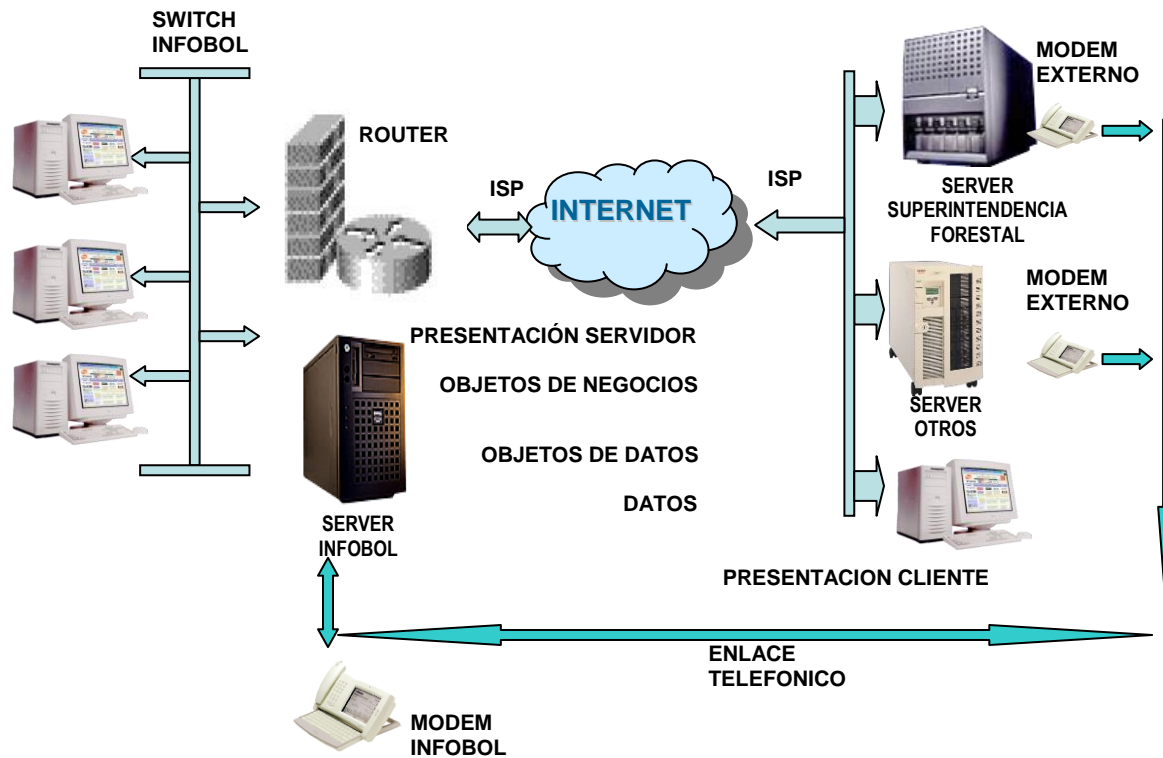 SWITCH
INFOBOL
ROUTER
ISP
INTERNET
ISP
MODEM
EXTERNO
SERVER
SUPERINTENDENCIA
FORESTAL
MODEM
EXTERNO
SERVER
OTROS
PRESENTACIÓN SERVIDOR
OBJETOS DE NEGOCIOS
OBJETOS DE DATOS
DATOS
SERVER
INFOBOL
PRESENTACION CLIENTE
ENLACE
TELEFONICO
MODEM
INFOBOL